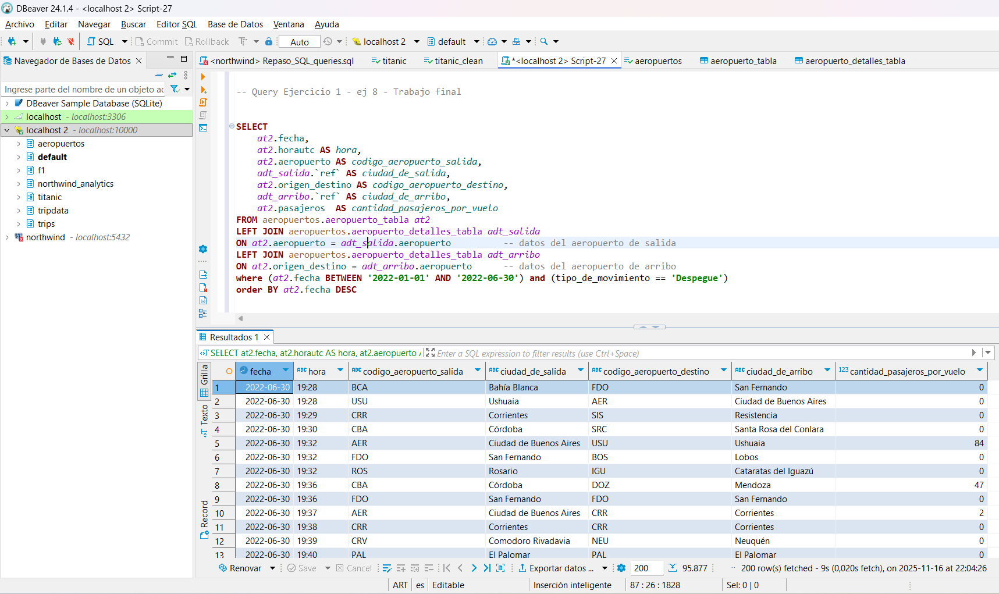 DBeaver 24.1.4 - <localhost 2> Script-27
Archivo Editar Navegar Buscar Editor SQL Base de Datos Ventana Ayuda
SQL Commit Rollback Auto localhost 2 default
Navegador de Bases de Datos
<northwind> Repaso_SQL_queries.sql titanic titanic_clean *<localhost 2> Script-27 aeropuertos aeropuerto_tabla aeropuerto_detalles_tabla
Ingrese parte del nombre de un objeto ac
DBeaver Sample Database (SQLite)
localhost - localhost:3306
localhost 2 - localhost:10000
aeropuertos
default
f1
northwind_analytics
titanic
tripdata
trips
northwind - localhost:5432
-- Query Ejercicio 1 - ej 8 - Trabajo final
SELECT
at2.fecha,
at2.horautc AS hora,
at2.aeropuerto AS codigo_aeropuerto_salida,
adt_salida.`ref` AS ciudad_de_salida,
at2.origen_destino AS codigo_aeropuerto_destino,
adt_arribo.`ref` AS ciudad_de_arribo,
at2.pasajeros AS cantidad_pasajeros_por_vuelo
FROM aeropuertos.aeropuerto_tabla at2
LEFT JOIN aeropuertos.aeropuerto_detalles_tabla adt_salida
ON at2.aeropuerto = adt_salida.aeropuerto -- datos del aeropuerto de salida
LEFT JOIN aeropuertos.aeropuerto_detalles_tabla adt_arribo
ON at2.origen_destino = adt_arribo.aeropuerto -- datos del aeropuerto de arribo
where (at2.fecha BETWEEN '2022-01-01' AND '2022-06-30') and (tipo_de_movimiento == 'Despegue')
order BY at2.fecha DESC
Resultados 1
SELECT at2.fecha, at2.horautc AS hora, at2.aeropuerto Enter a SQL expression to filter results (use Ctrl+Space)
Grilla
Texto
Record
fecha ABC hora ABC codigo_aeropuerto_salida ABC ciudad_de_salida ABC codigo_aeropuerto_destino ABC ciudad_de_arribo 123 cantidad_pasajeros_por_vuelo
1 2022-06-30 19:28 BCA Bahía Blanca FDO San Fernando 0
2 2022-06-30 19:28 USU Ushuaia AER Ciudad de Buenos Aires 0
3 2022-06-30 19:29 CRR Corrientes SIS Resistencia 0
4 2022-06-30 19:30 CBA Córdoba SRC Santa Rosa del Conlara 0
5 2022-06-30 19:32 AER Ciudad de Buenos Aires USU Ushuaia 84
6 2022-06-30 19:32 FDO San Fernando BOS Lobos 0
7 2022-06-30 19:32 ROS Rosario IGU Cataratas del Iguazú 0
8 2022-06-30 19:36 CBA Córdoba DOZ Mendoza 47
9 2022-06-30 19:36 FDO San Fernando FDO San Fernando 0
10 2022-06-30 19:37 AER Ciudad de Buenos Aires CRR Corrientes 2
11 2022-06-30 19:38 CRR Corrientes CRR Corrientes 0
12 2022-06-30 19:39 CRV Comodoro Rivadavia NEU Neuquén 0
13 2022-06-30 19:40 PAL El Palomar PAL El Palomar 0
Renovar Save Cancel Exportar datos ... 200 95.877 200 row(s) fetched - 9s (0,020s fetch), on 2025-11-16 at 22:04:26
ART es Editable Inserción inteligente 87 : 26 : 1828 Sel: 0 | 0